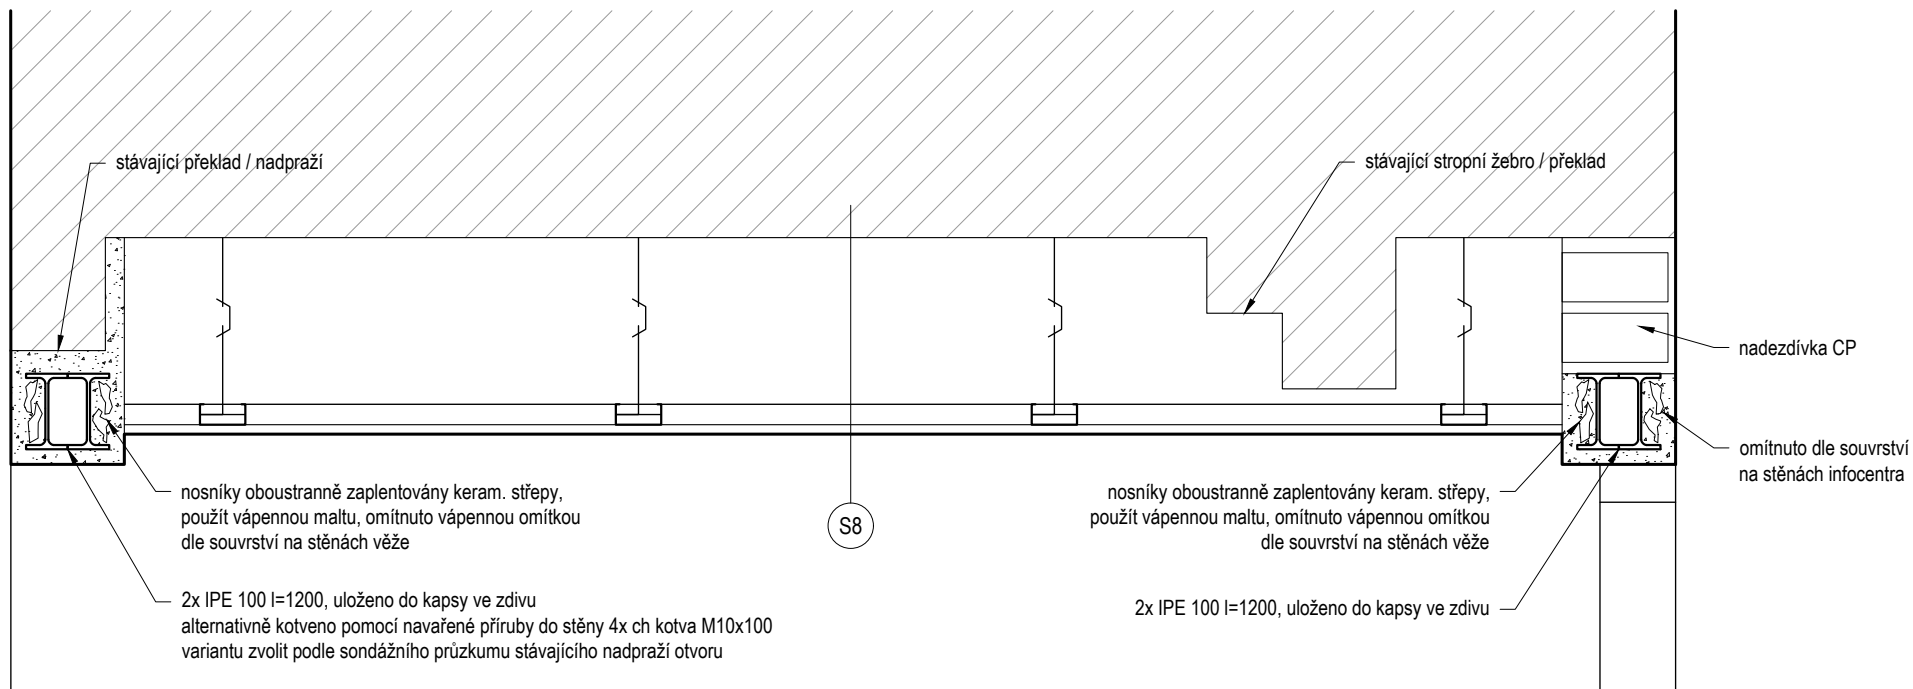 stávající překlad / nadpraží
stávající stropní žebro / překlad
nadezdívka CP
omítnuto dle souvrství
na stěnách infocentra
nosníky oboustranně zaplentovány keram. střepy,
použít vápennou maltu, omítnuto vápennou omítkou
dle souvrství na stěnách věže
S8
nosníky oboustranně zaplentovány keram. střepy,
použít vápennou maltu, omítnuto vápennou omítkou
dle souvrství na stěnách věže
2x IPE 100 l=1200, uloženo do kapsy ve zdivu
alternativně kotveno pomocí navařené příruby do stěny 4x ch kotva M10x100
variantu zvolit podle sondážního průzkumu stávajícího nadpraží otvoru
2x IPE 100 l=1200, uloženo do kapsy ve zdivu